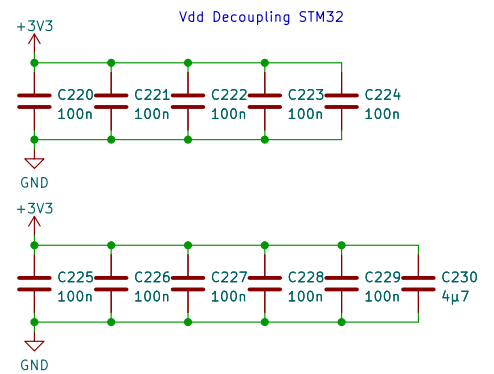 Vdd Decoupling STM32
+3V3
C220 C221 C222 C223 C224
100n 100n 100n 100n 100n
GND
+3V3
C225 C226 C227 C228 C229 C230
100n 100n 100n 100n 100n 4µ7
GND